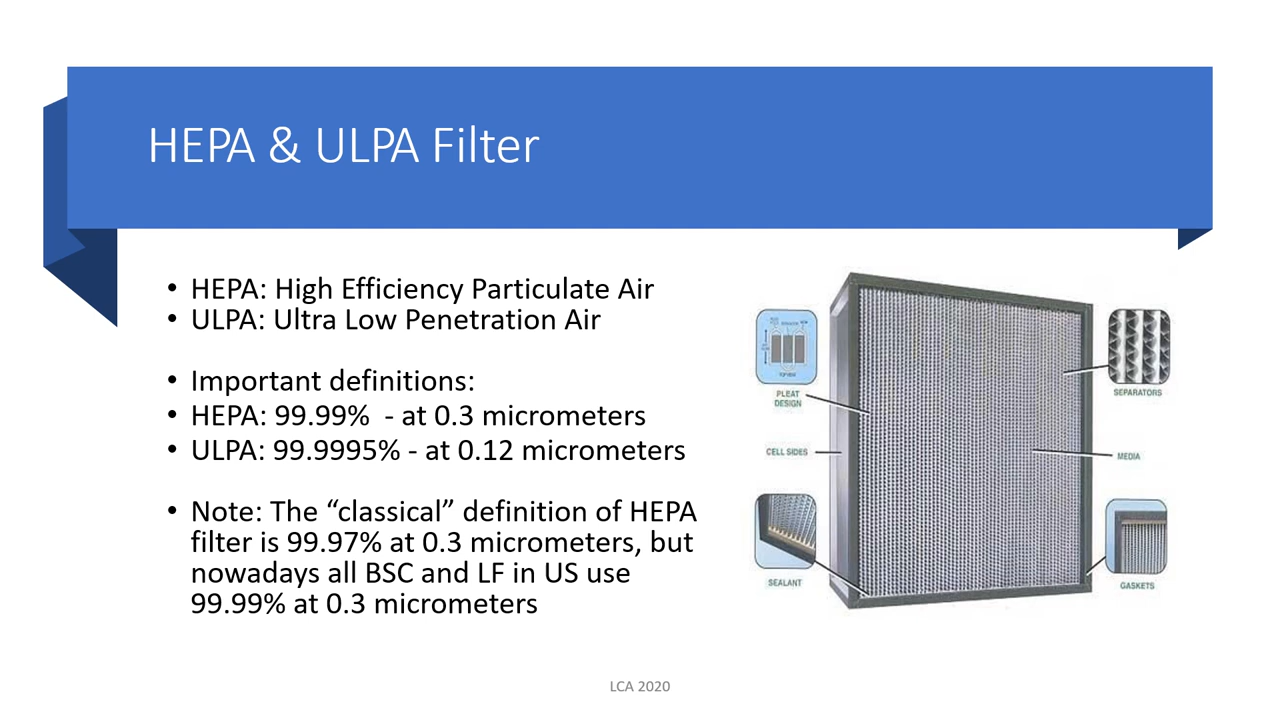 HEPA & ULPA Filter
• HEPA: High Efficiency Particulate Air
• ULPA: Ultra Low Penetration Air
• Important definitions:
• HEPA: 99.99%  - at 0.3 micrometers
• ULPA: 99.9995% - at 0.12 micrometers
• Note: The “classical” definition of HEPA
filter is 99.97% at 0.3 micrometers, but
nowadays all BSC and LF in US use
99.99% at 0.3 micrometers
PLEAT
DESIGN
SEPARATORS
CELL SIDES
MEDIA
SEALANT
GASKETS
LCA 2020